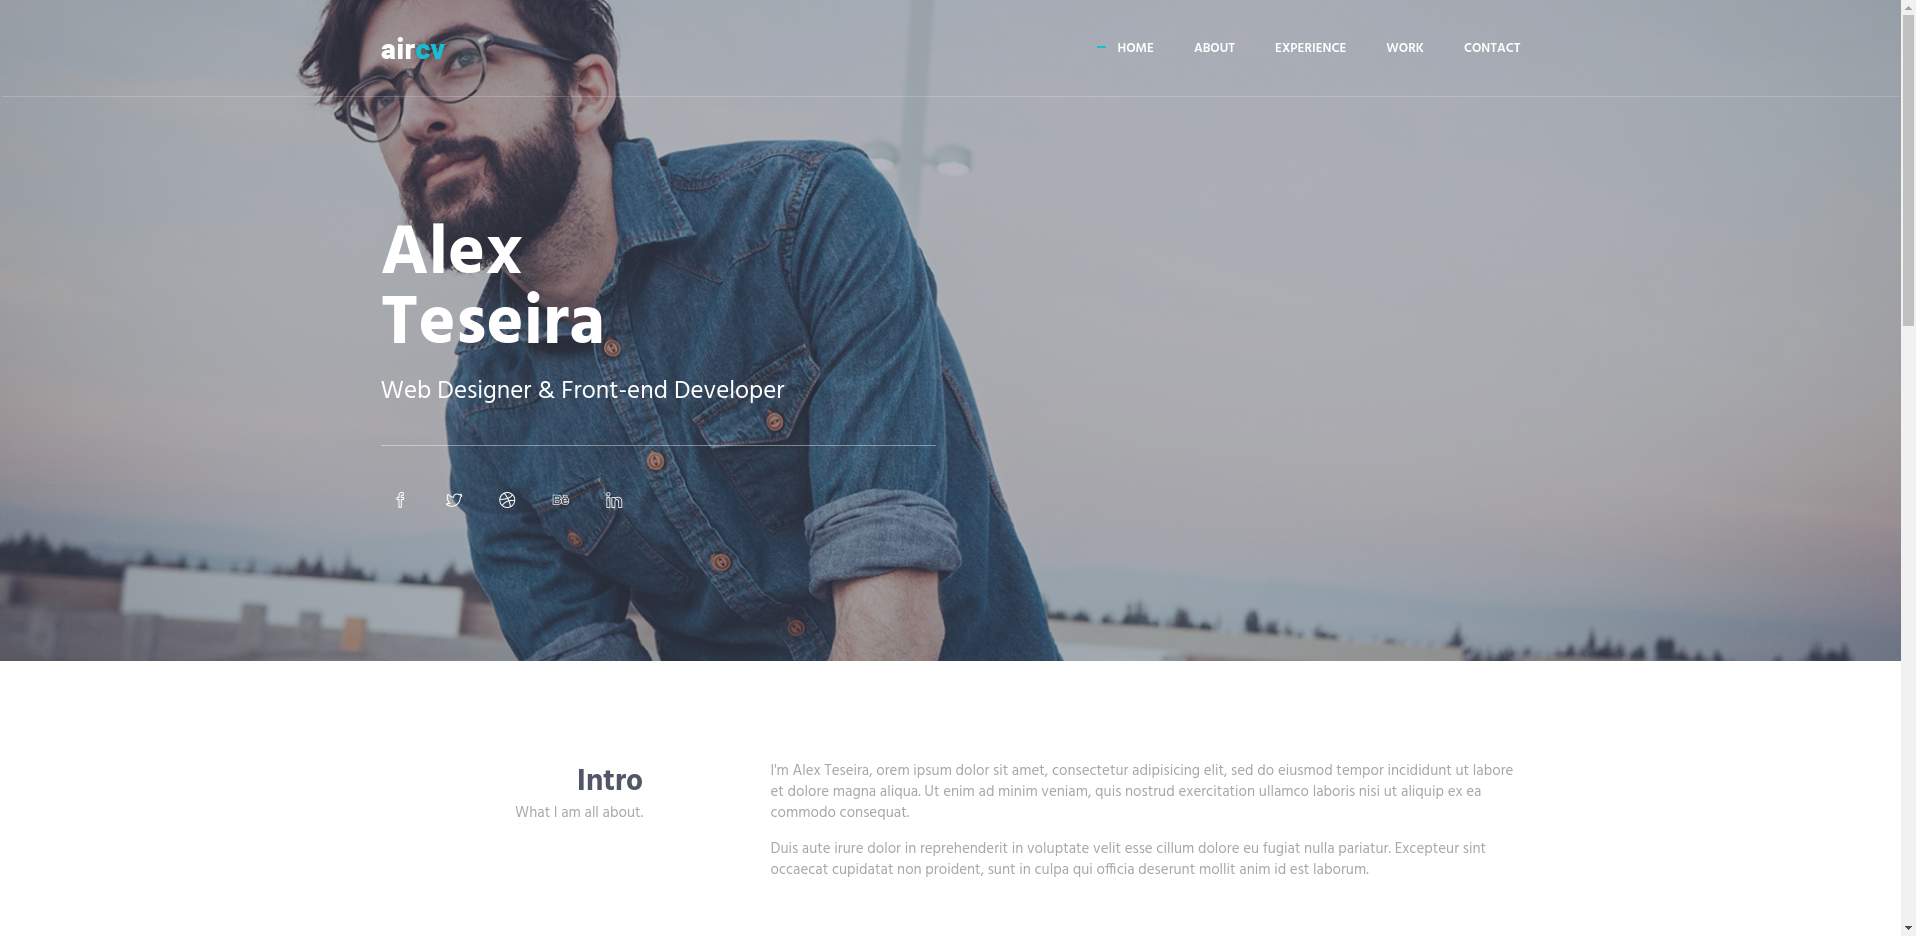 aircv
HOME ABOUT EXPERIENCE WORK CONTACT
Alex
Teseira
Web Designer & Front-end Developer
Intro
What I am all about.
I'm Alex Teseira, orem ipsum dolor sit amet, consectetur adipisicing elit, sed do eiusmod tempor incididunt ut labore
et dolore magna aliqua. Ut enim ad minim veniam, quis nostrud exercitation ullamco laboris nisi ut aliquip ex ea
commodo consequat.
Duis aute irure dolor in reprehenderit in voluptate velit esse cillum dolore eu fugiat nulla pariatur. Excepteur sint
occaecat cupidatat non proident, sunt in culpa qui officia deserunt mollit anim id est laborum.